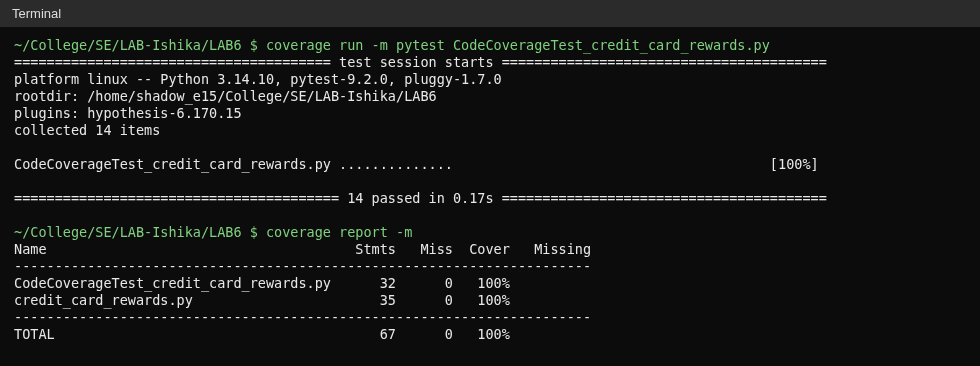 Terminal
~/College/SE/LAB-Ishika/LAB6 $ coverage run -m pytest CodeCoverageTest_credit_card_rewards.py
======================================= test session starts ========================================
platform linux -- Python 3.14.10, pytest-9.2.0, pluggy-1.7.0
rootdir: /home/shadow_e15/College/SE/LAB-Ishika/LAB6
plugins: hypothesis-6.170.15
collected 14 items
CodeCoverageTest_credit_card_rewards.py ..............                                       [100%]
======================================== 14 passed in 0.17s ========================================
~/College/SE/LAB-Ishika/LAB6 $ coverage report -m
Name                                      Stmts   Miss  Cover   Missing
-----------------------------------------------------------------------
CodeCoverageTest_credit_card_rewards.py      32      0   100%
credit_card_rewards.py                       35      0   100%
-----------------------------------------------------------------------
TOTAL                                        67      0   100%